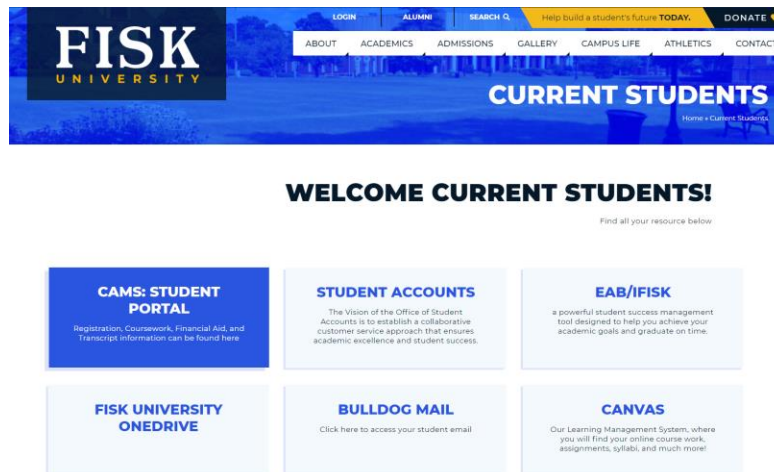 LOGIN ALUMNI SEARCH Help build a student's future TODAY. DONATE
FISK
UNIVERSITY
ABOUT ACADEMICS ADMISSIONS GALLERY CAMPUS LIFE ATHLETICS CONTACT
CURRENT STUDENTS
Home » Current Students
WELCOME CURRENT STUDENTS!
Find all your resource below
CAMS: STUDENT
PORTAL
Registration, Coursework, Financial Aid, and
Transcript information can be found here
STUDENT ACCOUNTS
The Vision of the Office of Student
Accounts is to establish a collaborative
customer service approach that ensures
academic excellence and student success.
EAB/IFISK
a powerful student success management
tool designed to help you achieve your
academic goals and graduate on time.
FISK UNIVERSITY
ONEDRIVE
BULLDOG MAIL
Click here to access your student email
CANVAS
Our Learning Management System, where
you will find your online course work,
assignments, syllabi, and much more!